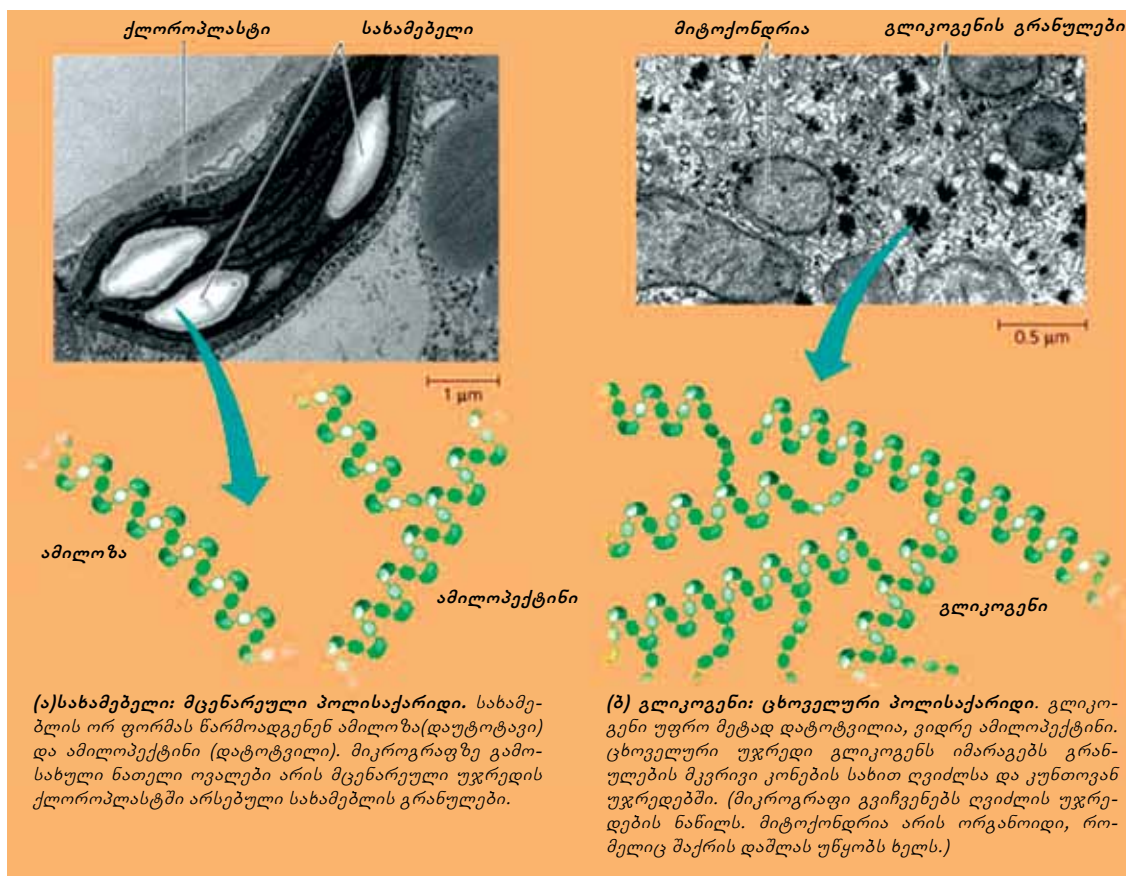 ქლოროპლასტი
სახამებელი
1 µm
ამილოზა
ამილოპექტინი
(ა)სახამებელი: მცენარეული პოლისაქარიდი. სახამე-
ბლის ორ ფორმას წარმოადგენენ ამილოზა(დაუტოტავი)
და ამილოპექტინი (დატოტვილი). მიკროგრაფზე გამო-
სახული ნათელი ოვალები არის მცენარეული უჯრედის
ქლოროპლასტში არსებული სახამებლის გრანულები.
მიტოქონდრია
გლიკოგენის გრანულები
0.5 µm
გლიკოგენი
(ბ) გლიკოგენი: ცხოველური პოლისაქარიდი. გლიკო-
გენი უფრო მეტად დატოტვილია, ვიდრე ამილოპექტინი.
ცხოველური უჯრედი გლიკოგენს იმარაგებს გრან-
ულების მკვრივი კონების სახით ღვიძლსა და კუნთოვან
უჯრედებში. (მიკროგრაფი გვიჩვენებს ღვიძლის უჯრე-
დების ნაწილს. მიტოქონდრია არის ორგანოიდი, რო-
მელიც შაქრის დაშლას უწყობს ხელს.)